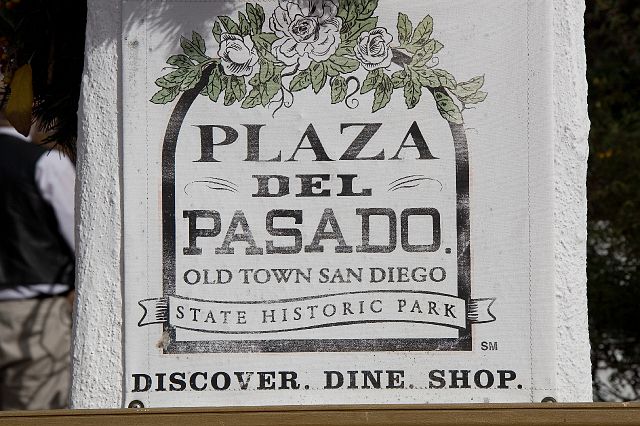 PLAZA
DEL
PASADO.
OLD TOWN SAN DIEGO
STATE HISTORIC PARK
SM
DISCOVER. DINE. SHOP.